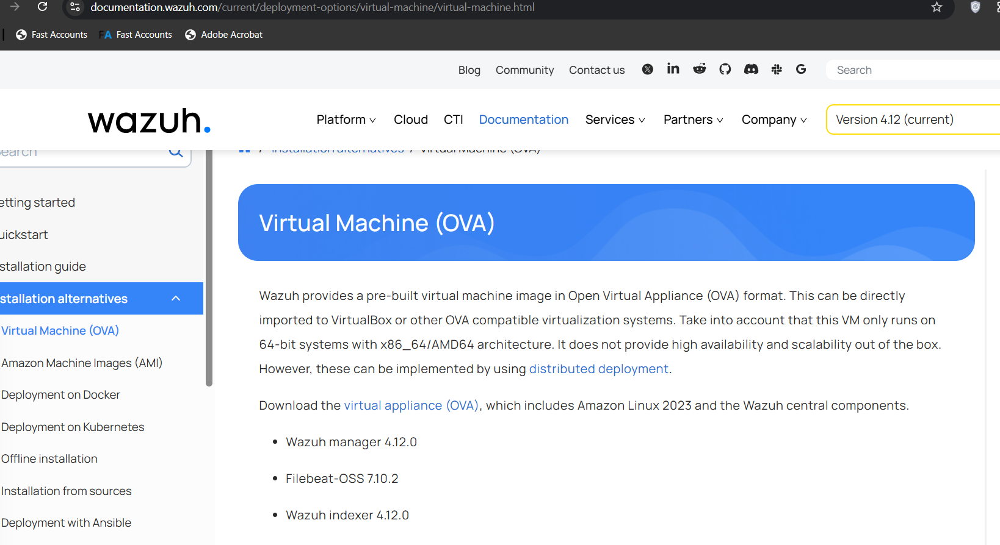 documentation.wazuh.com/current/deployment-options/virtual-machine/virtual-machine.html
Fast Accounts
FA Fast Accounts
Adobe Acrobat
Blog Community Contact us
Search
wazuh.
Platform Cloud CTI Documentation Services Partners Company
Version 4.12 (current)
earch
/ Installation alternatives / Virtual Machine (OVA)
etting started
uickstart
stallation guide
stallation alternatives
Virtual Machine (OVA)
Amazon Machine Images (AMI)
Deployment on Docker
Deployment on Kubernetes
Offline installation
Installation from sources
Deployment with Ansible
Virtual Machine (OVA)
Wazuh provides a pre-built virtual machine image in Open Virtual Appliance (OVA) format. This can be directly
imported to VirtualBox or other OVA compatible virtualization systems. Take into account that this VM only runs on
64-bit systems with x86_64/AMD64 architecture. It does not provide high availability and scalability out of the box.
However, these can be implemented by using distributed deployment.
Download the virtual appliance (OVA), which includes Amazon Linux 2023 and the Wazuh central components.
• Wazuh manager 4.12.0
• Filebeat-OSS 7.10.2
• Wazuh indexer 4.12.0